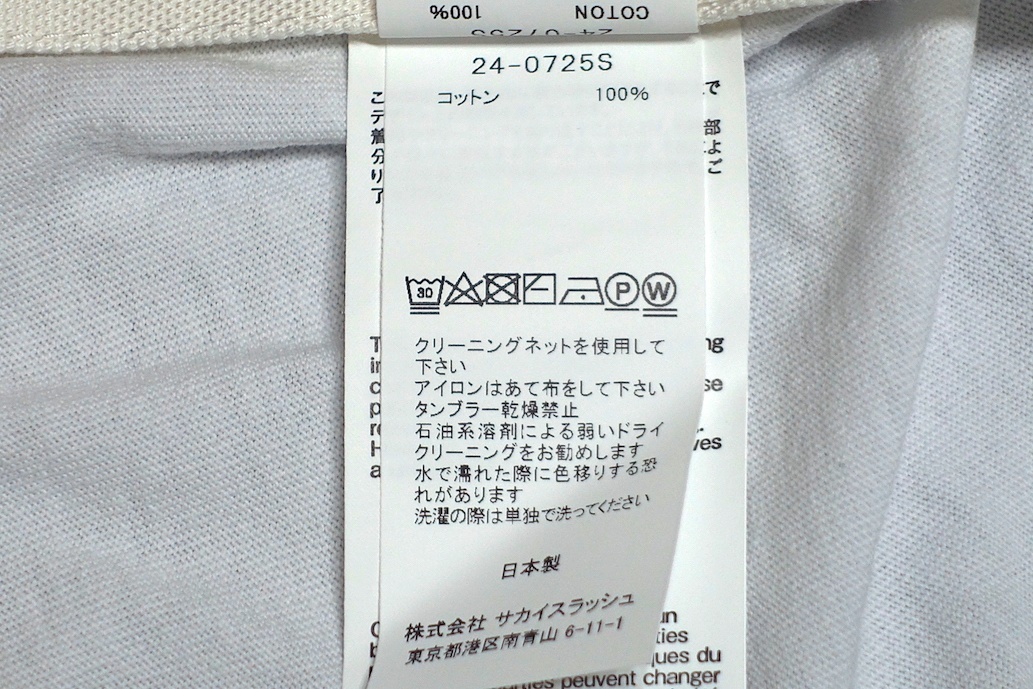 COTON 100%
24-0725S
24-0725S
コットン 100%
で
こ
テ
着
部
分
よ
り
ご
了
30
P
W
クリーニングネットを使用して
下さい
アイロンはあて布をして下さい
タンブラー乾燥禁止
石油系溶剤による弱いドライ
クリーニングをお勧めします
水で濡れた際に色移りする恐
れがあります
洗濯の際は単独で洗ってください
日本製
株式会社 サカイスラッシュ
東京都港区南青山 6-11-1
un
ques du
peuvent changer